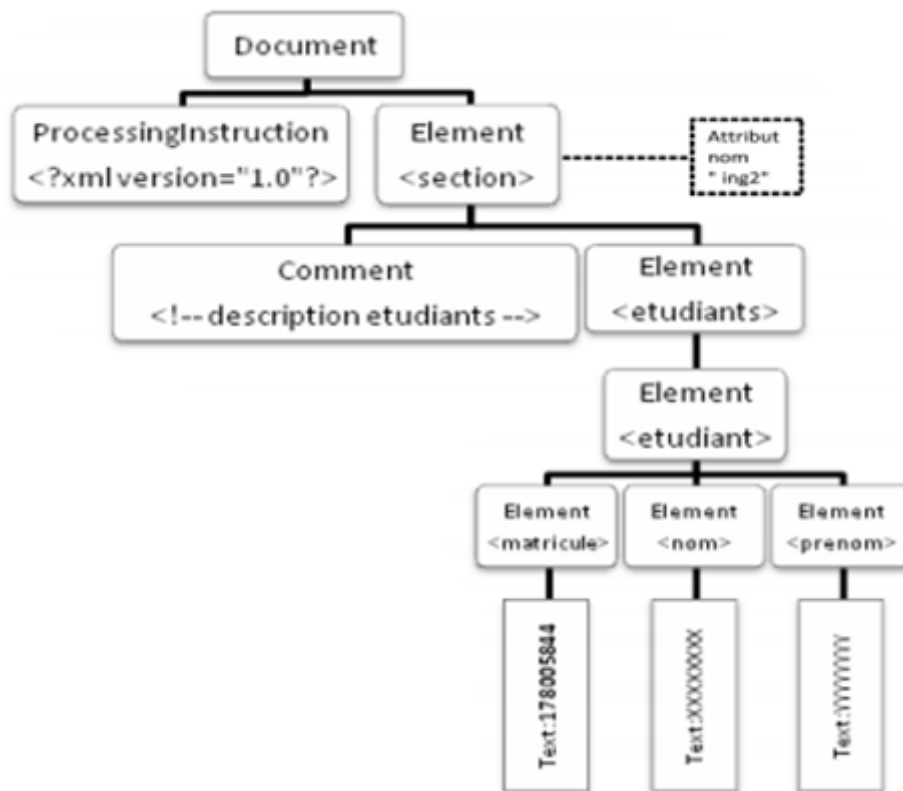 Document
ProcessingInstruction
<?xml version="1.0"?>
Element
<section>
Attribut
nom
" ing2"
Comment
<!-- description etudiants -->
Element
<etudiants>
Element
<etudiant>
Element
<matricule>
Element
<nom>
Element
<prenom>
Text:178005844
Text:XXXXXXXX
Text:YYYYYYYY